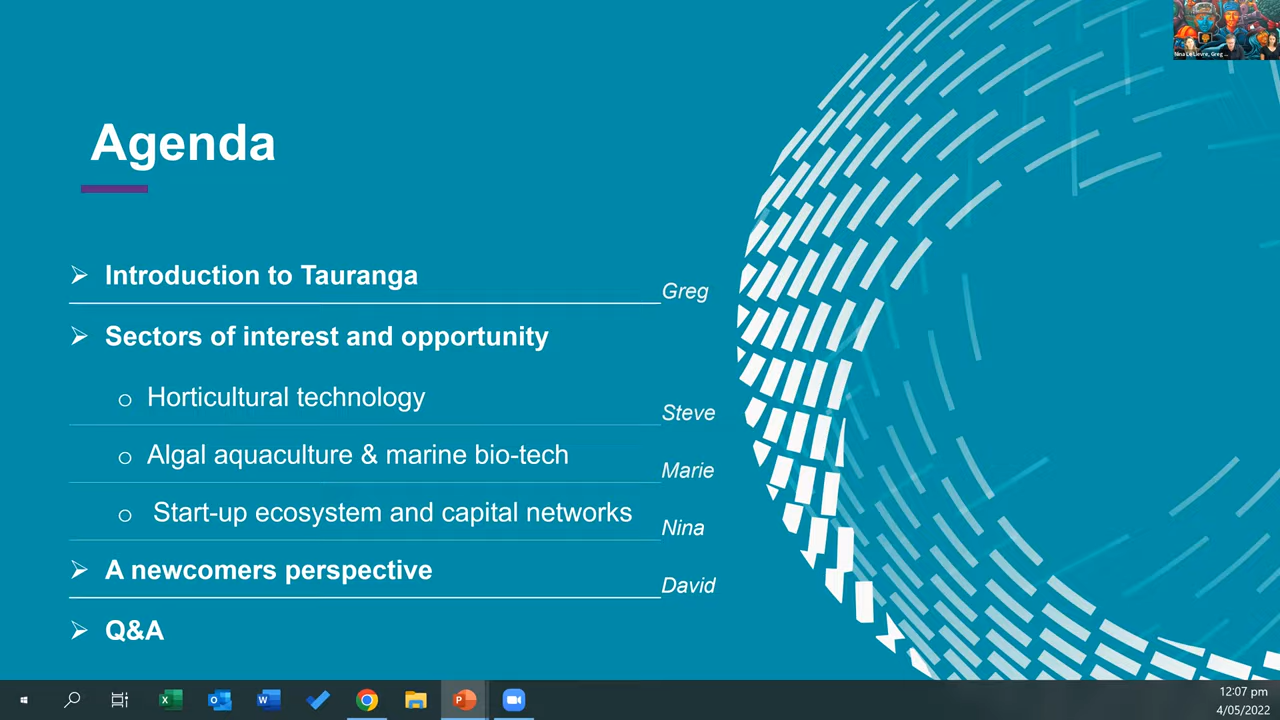 Agenda
Introduction to Tauranga
Greg
Sectors of interest and opportunity
Horticultural technology
Steve
Algal aquaculture & marine bio-tech
Marie
Start-up ecosystem and capital networks
Nina
A newcomers perspective
David
Q&A
12:07 pm
4/05/2022